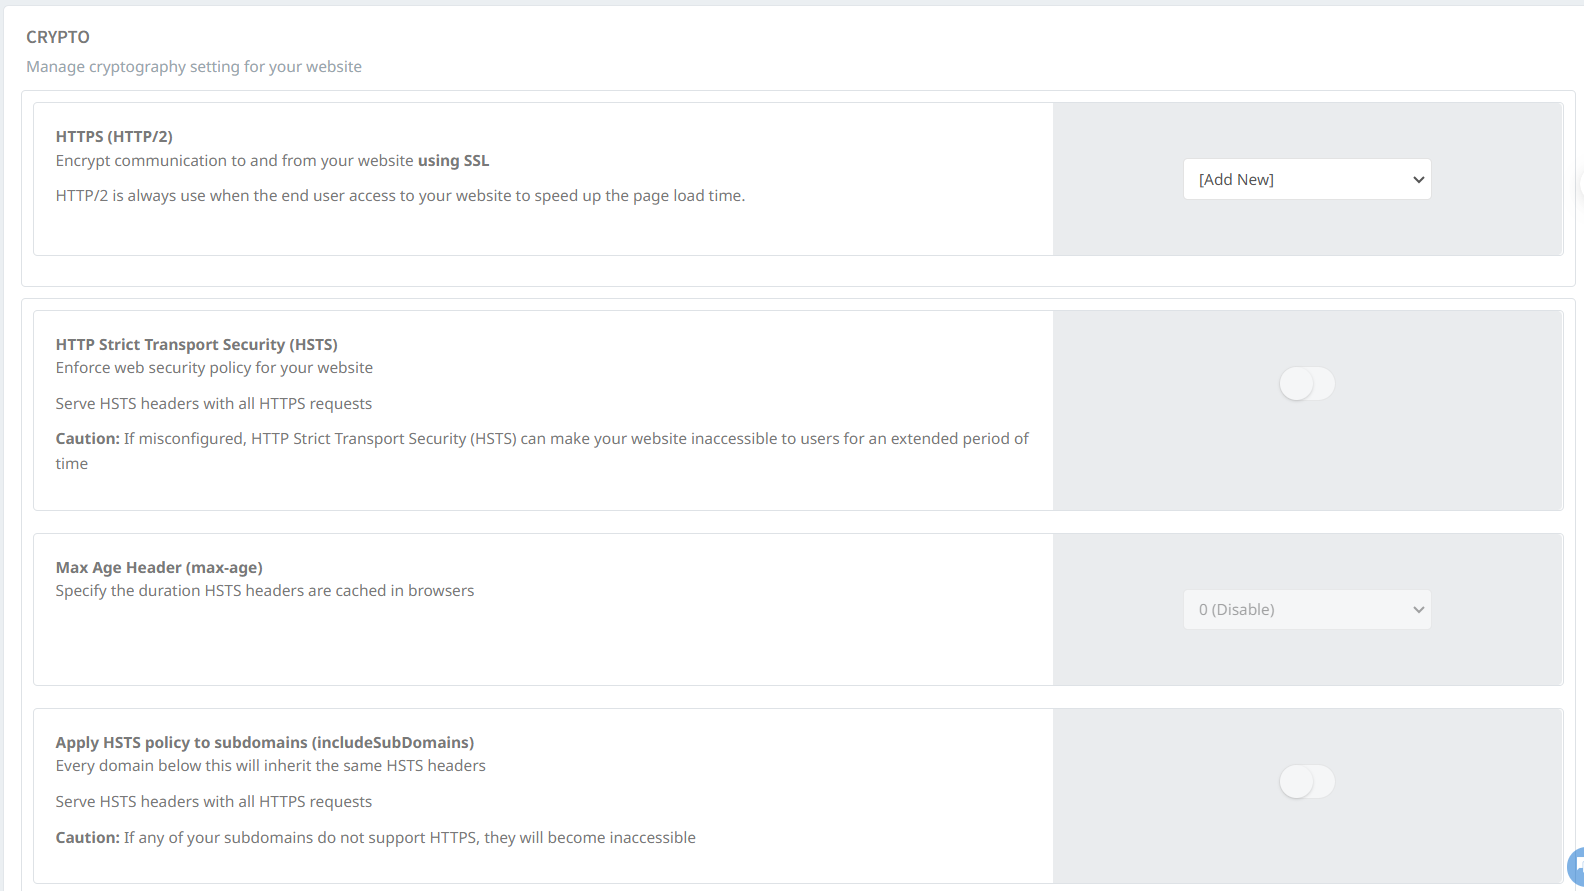 CRYPTO
Manage cryptography setting for your website
HTTPS (HTTP/2)
Encrypt communication to and from your website using SSL
HTTP/2 is always use when the end user access to your website to speed up the page load time.
[Add New]
HTTP Strict Transport Security (HSTS)
Enforce web security policy for your website
Serve HSTS headers with all HTTPS requests
Caution: If misconfigured, HTTP Strict Transport Security (HSTS) can make your website inaccessible to users for an extended period of
time
Max Age Header (max-age)
Specify the duration HSTS headers are cached in browsers
0 (Disable)
Apply HSTS policy to subdomains (includeSubDomains)
Every domain below this will inherit the same HSTS headers
Serve HSTS headers with all HTTPS requests
Caution: If any of your subdomains do not support HTTPS, they will become inaccessible